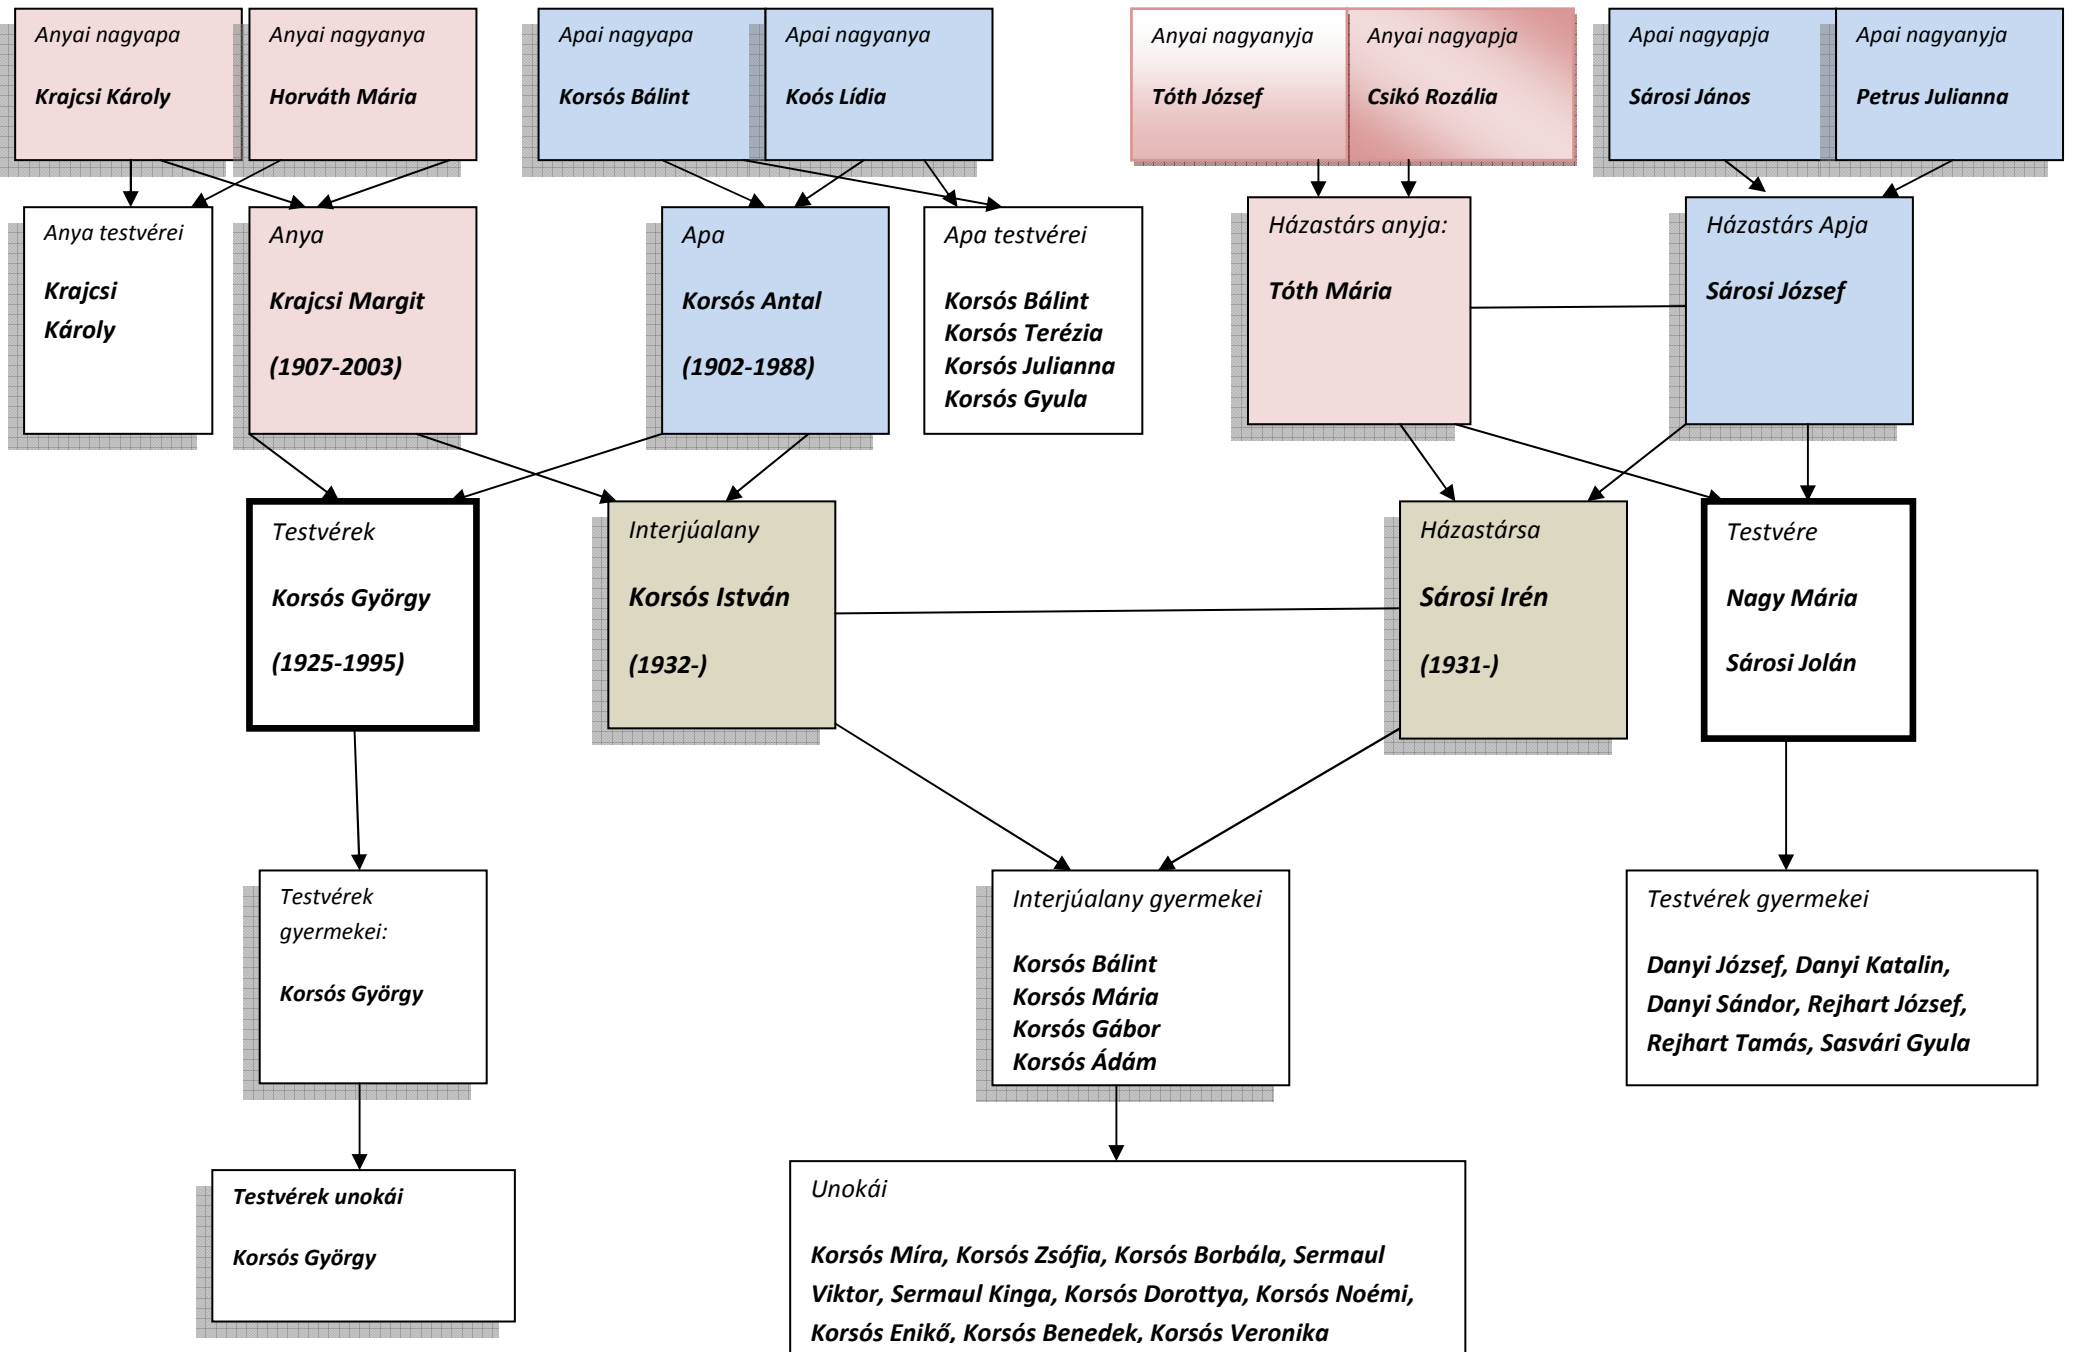 Anyai nagyapa
Krajcsi Károly
Anyai nagyanya
Horváth Mária
Apai nagyapa
Korsós Bálint
Apai nagyanya
Koós Lídia
Anyai nagyanyja
Tóth József
Anyai nagyapja
Csikó Rozália
Apai nagyapja
Sárosi János
Apai nagyanyja
Petrus Julianna
Anya testvérei
Krajcsi
Károly
Anya
Krajcsi Margit
(1907-2003)
Apa
Korsós Antal
(1902-1988)
Apa testvérei
Korsós Bálint
Korsós Terézia
Korsós Julianna
Korsós Gyula
Házastárs anyja:
Tóth Mária
Házastárs Apja
Sárosi József
Testvérek
Korsós György
(1925-1995)
Interjúalany
Korsós István
(1932-)
Házastársa
Sárosi Irén
(1931-)
Testvére
Nagy Mária
Sárosi Jolán
Testvérek
gyermekei:
Korsós György
Interjúalany gyermekei
Korsós Bálint
Korsós Mária
Korsós Gábor
Korsós Ádám
Testvérek gyermekei
Danyi József, Danyi Katalin,
Danyi Sándor, Rejhart József,
Rejhart Tamás, Sasvári Gyula
Testvérek unokái
Korsós György
Unokái
Korsós Míra, Korsós Zsófia, Korsós Borbála, Sermaul
Viktor, Sermaul Kinga, Korsós Dorottya, Korsós Noémi,
Korsós Enikő, Korsós Benedek, Korsós Veronika